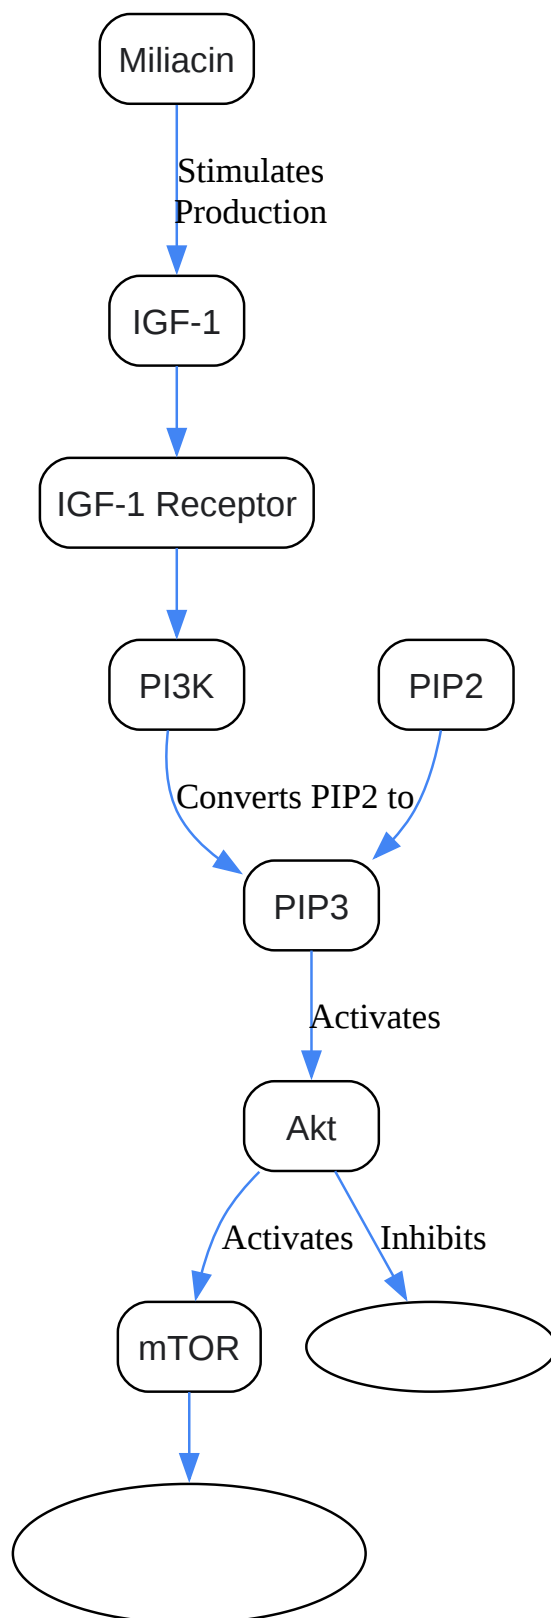 Miliacin
Stimulates
Production
IGF-1
IGF-1 Receptor
PI3K
PIP2
Converts PIP2 to
PIP3
Activates
Akt
Activates
Inhibits
mTOR